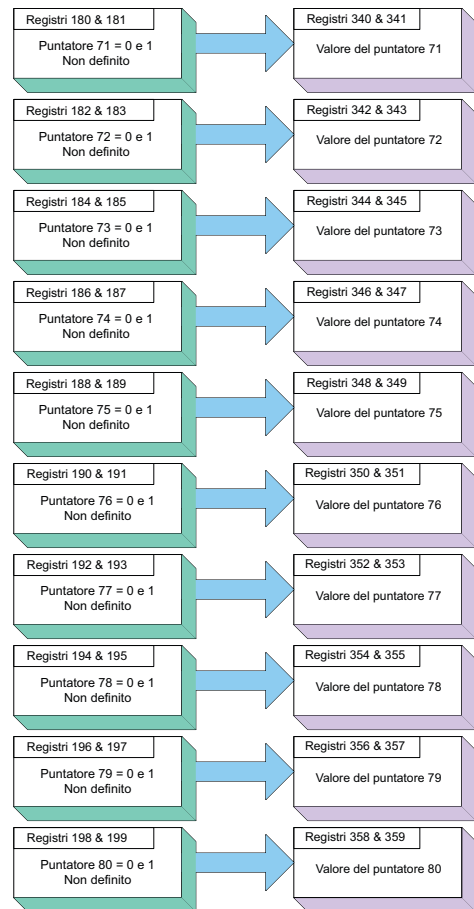 Registri 180 & 181
Puntatore 71 = 0 e 1
Non definito
Registri 340 & 341
Valore del puntatore 71
Registri 182 & 183
Puntatore 72 = 0 e 1
Non definito
Registri 342 & 343
Valore del puntatore 72
Registri 184 & 185
Puntatore 73 = 0 e 1
Non definito
Registri 344 & 345
Valore del puntatore 73
Registri 186 & 187
Puntatore 74 = 0 e 1
Non definito
Registri 346 & 347
Valore del puntatore 74
Registri 188 & 189
Puntatore 75 = 0 e 1
Non definito
Registri 348 & 349
Valore del puntatore 75
Registri 190 & 191
Puntatore 76 = 0 e 1
Non definito
Registri 350 & 351
Valore del puntatore 76
Registri 192 & 193
Puntatore 77 = 0 e 1
Non definito
Registri 352 & 353
Valore del puntatore 77
Registri 194 & 195
Puntatore 78 = 0 e 1
Non definito
Registri 354 & 355
Valore del puntatore 78
Registri 196 & 197
Puntatore 79 = 0 e 1
Non definito
Registri 356 & 357
Valore del puntatore 79
Registri 198 & 199
Puntatore 80 = 0 e 1
Non definito
Registri 358 & 359
Valore del puntatore 80